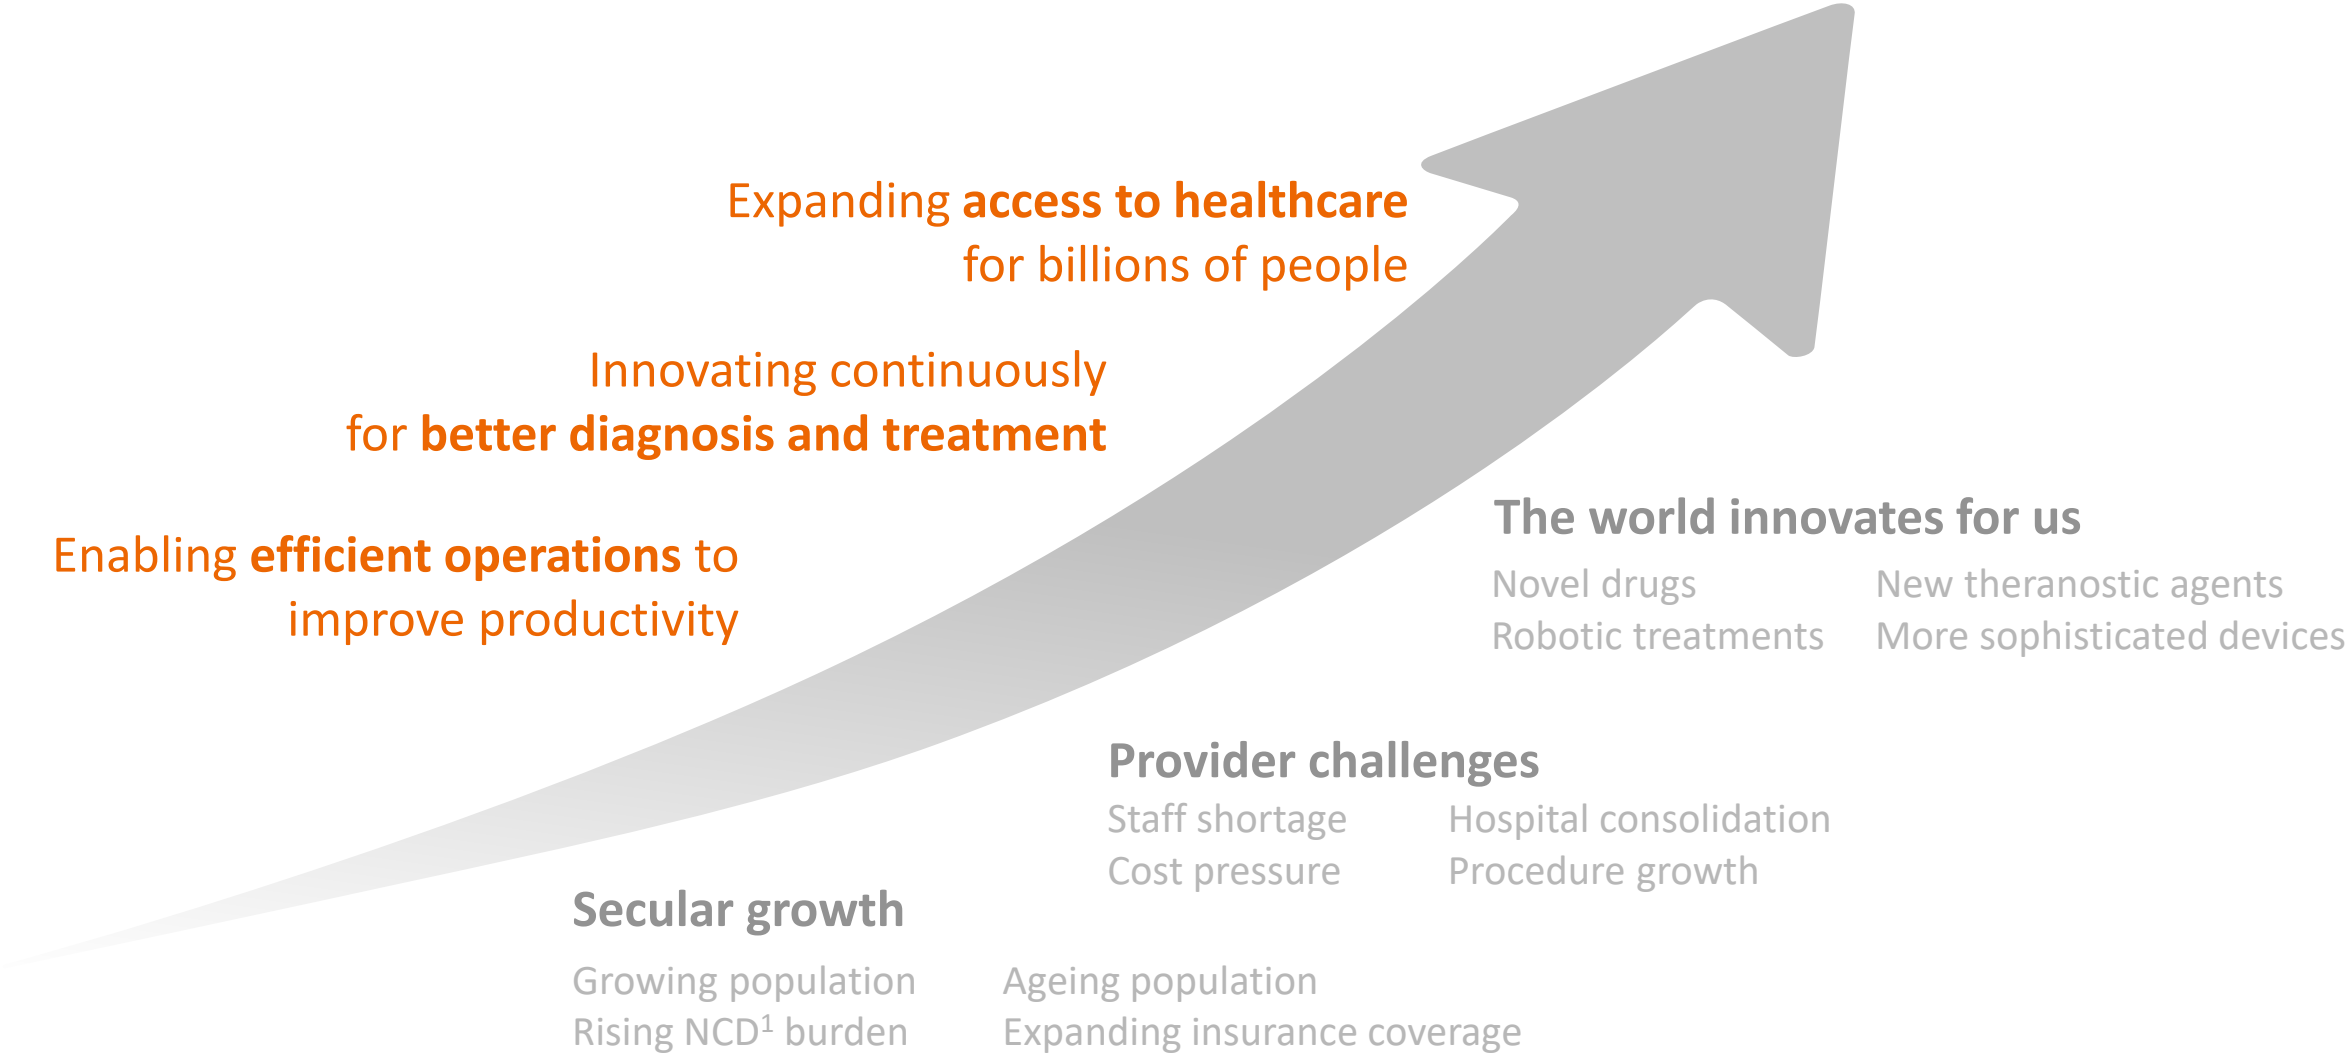 Expanding access to healthcare
for billions of people
Innovating continuously
for better diagnosis and treatment
Enabling efficient operations to
improve productivity
The world innovates for us
Novel drugs
New theranostic agents
Robotic treatments
More sophisticated devices
Provider challenges
Staff shortage
Hospital consolidation
Cost pressure
Procedure growth
Secular growth
Growing population
Ageing population
Rising NCD¹ burden
Expanding insurance coverage